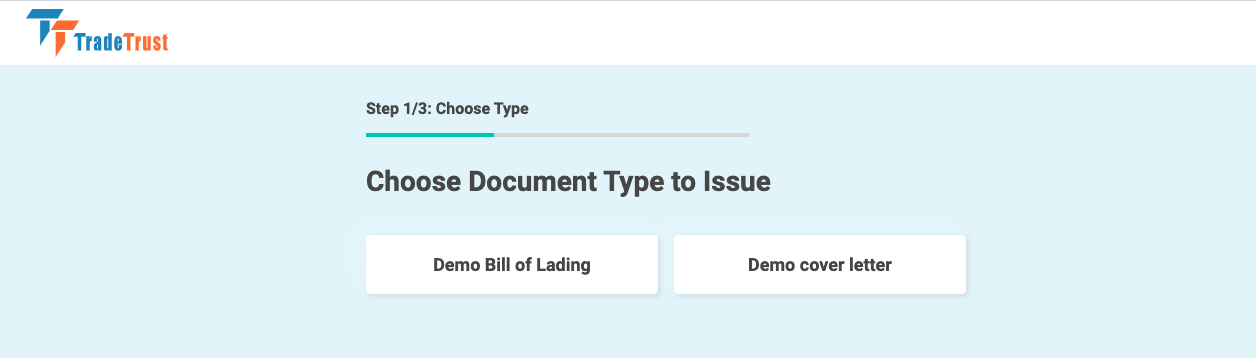 TradeTrust
Step 1/3: Choose Type
Choose Document Type to Issue
Demo Bill of Lading
Demo cover letter